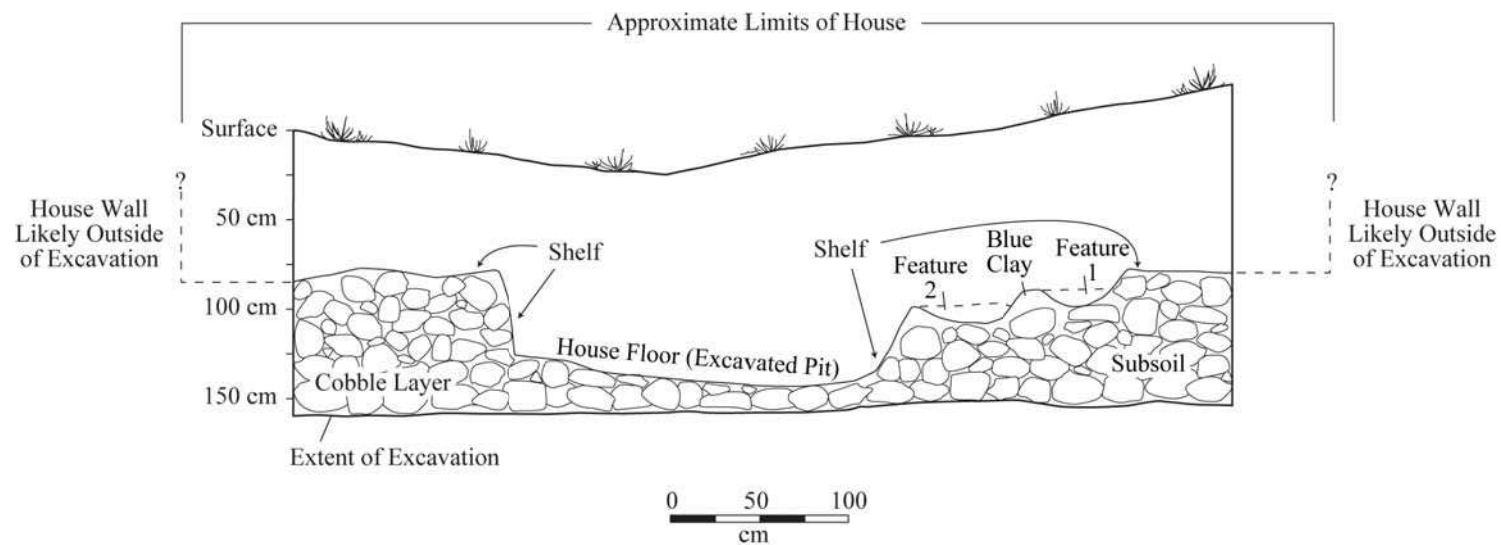 Approximate Limits of House
Surface
?
?
House Wall
Likely Outside
of Excavation
50 cm
Shelf
Shelf
Blue
Clay
Feature
1
Feature
2
House Wall
Likely Outside
of Excavation
100 cm
House Floor (Excavated Pit)
Subsoil
Cobble Layer
150 cm
Extent of Excavation
0 50 100
cm